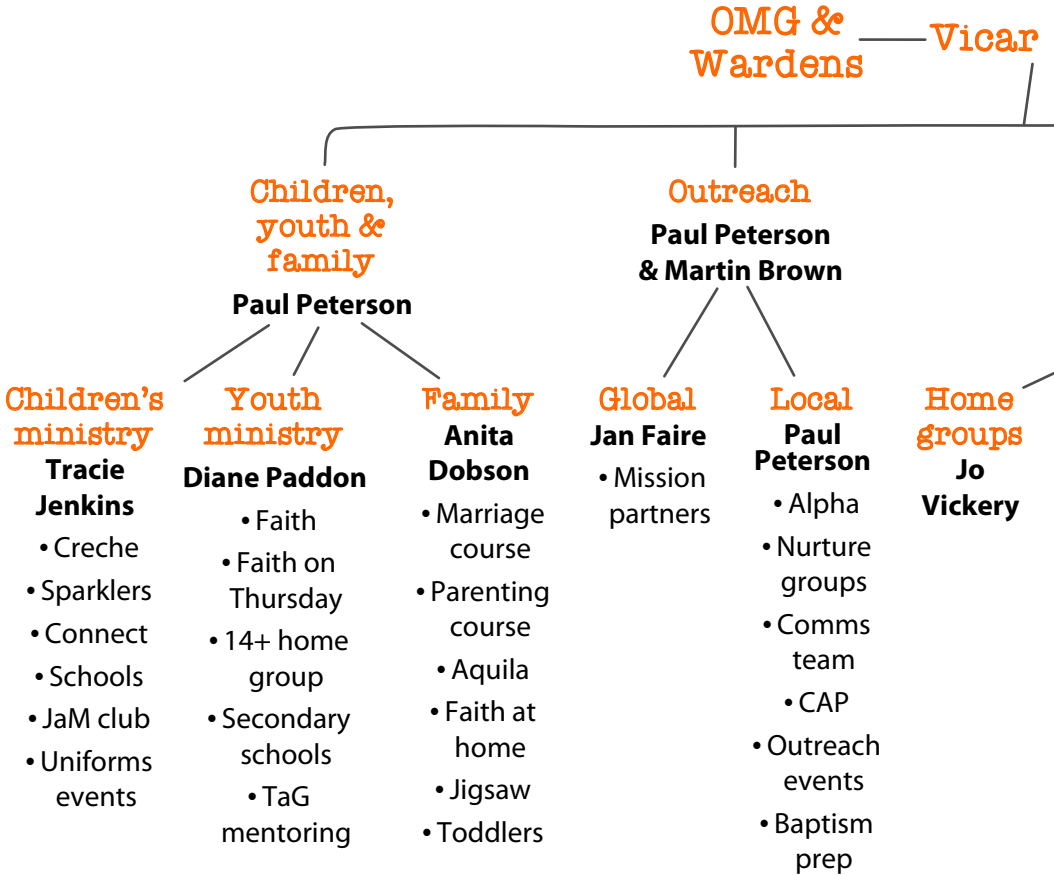 OMG &
Wardens
Vicar
Children,
youth &
family
Paul Peterson
Outreach
Paul Peterson
& Martin Brown
Children's
ministry
Tracie
Jenkins
• Creche
• Sparklers
• Connect
• Schools
• JaM club
• Uniforms
events
Youth
ministry
Diane Paddon
• Faith
• Faith on
Thursday
• 14+ home
group
• Secondary
schools
• TaG
mentoring
Family
Anita
Dobson
• Marriage
course
• Parenting
course
• Aquila
• Faith at
home
• Jigsaw
• Toddlers
Global
Jan Faire
• Mission
partners
Local
Paul
Peterson
• Alpha
• Nurture
groups
• Comms
team
• CAP
• Outreach
events
• Baptism
prep
Home
groups
Jo
Vickery